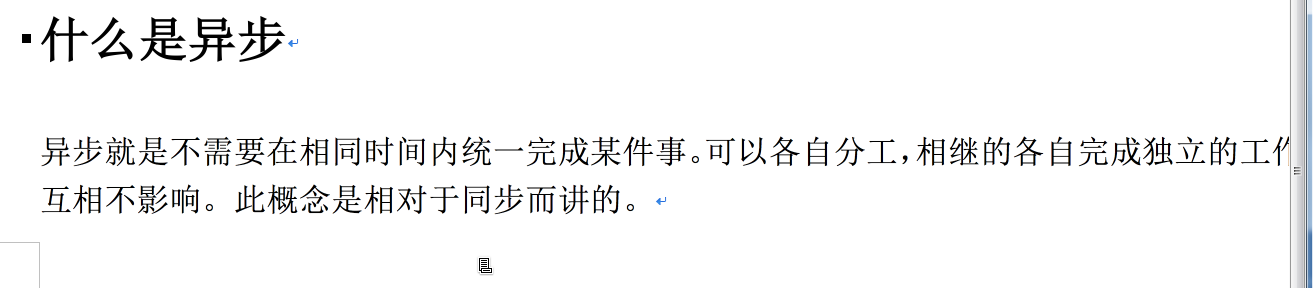 什么是异步
异步就是不需要在相同时间内统一完成某件事。可以各自分工，相继的各自完成独立的工作
互相不影响。此概念是相对于同步而讲的。